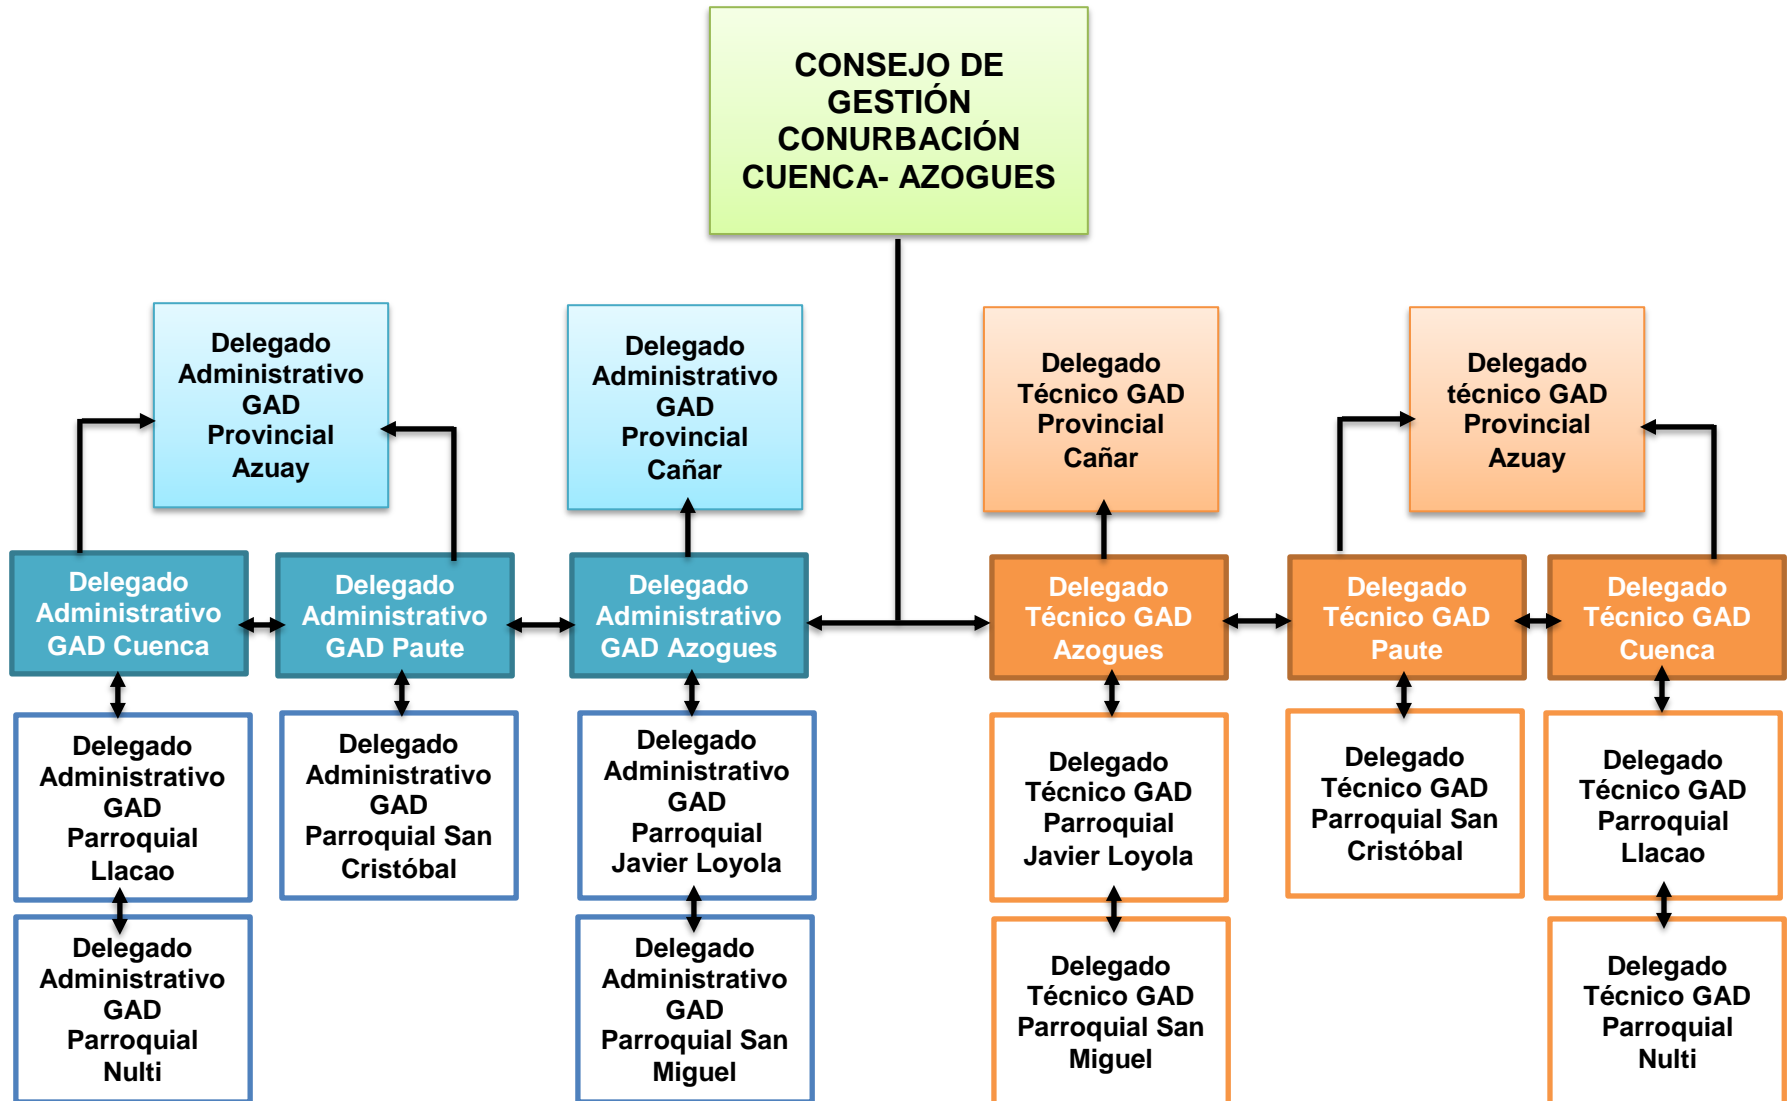 CONSEJO DE
GESTIÓN
CONURBACIÓN
CUENCA- AZOGUES
Delegado
Administrativo
GAD
Provincial
Azuay
Delegado
Administrativo
GAD
Provincial
Cañar
Delegado
Técnico GAD
Provincial
Cañar
Delegado
técnico GAD
Provincial
Azuay
Delegado
Administrativo
GAD Cuenca
Delegado
Administrativo
GAD Paute
Delegado
Administrativo
GAD Azogues
Delegado
Técnico GAD
Azogues
Delegado
Técnico GAD
Paute
Delegado
Técnico GAD
Cuenca
Delegado
Administrativo
GAD
Parroquial
Llacao
Delegado
Administrativo
GAD
Parroquial San
Cristóbal
Delegado
Administrativo
GAD
Parroquial
Javier Loyola
Delegado
Técnico GAD
Parroquial
Javier Loyola
Delegado
Técnico GAD
Parroquial San
Cristóbal
Delegado
Técnico GAD
Parroquial
Llacao
Delegado
Administrativo
GAD
Parroquial
Nulti
Delegado
Administrativo
GAD
Parroquial San
Miguel
Delegado
Técnico GAD
Parroquial San
Miguel
Delegado
Técnico GAD
Parroquial
Nulti